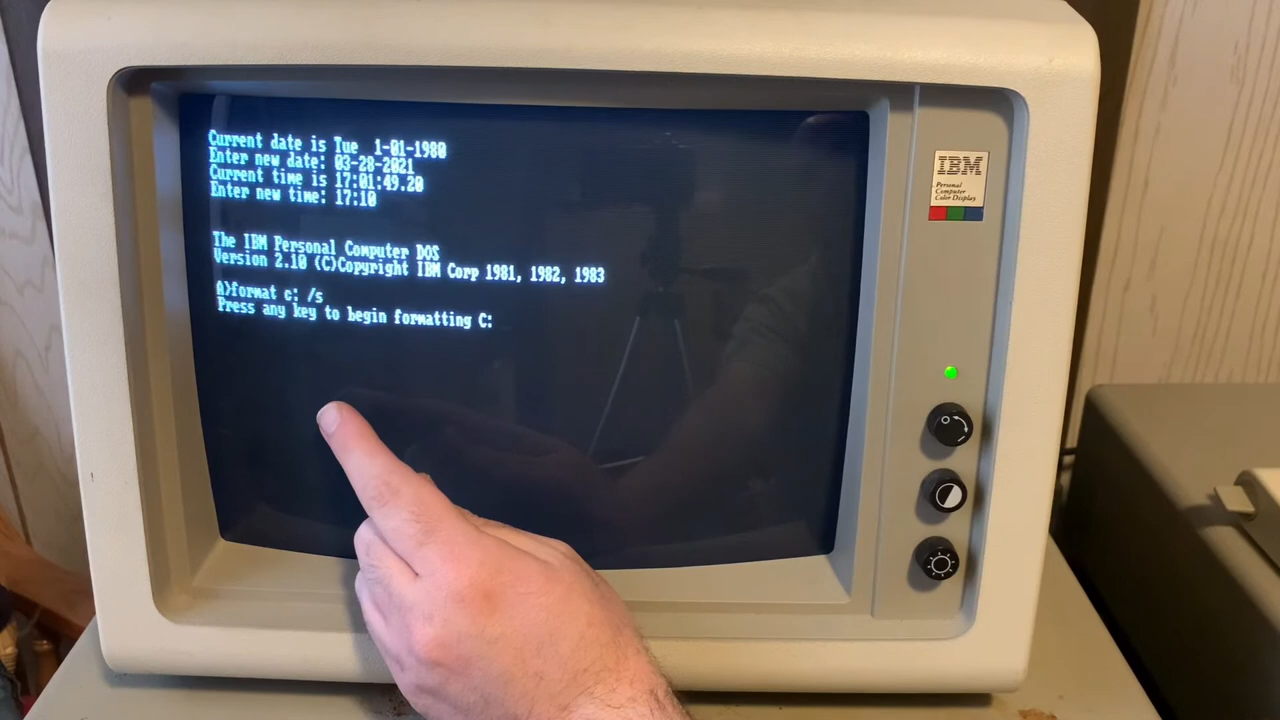 Current date is Tue  1-01-1980
Enter new date: 03-28-2021
Current time is 17:01:49.20
Enter new time: 17:10
The IBM Personal Computer DOS
Version 2.10 (C)Copyright IBM Corp 1981, 1982, 1983
A>format c: /s
Press any key to begin formatting C:
IBM
Personal
Computer
Color Display